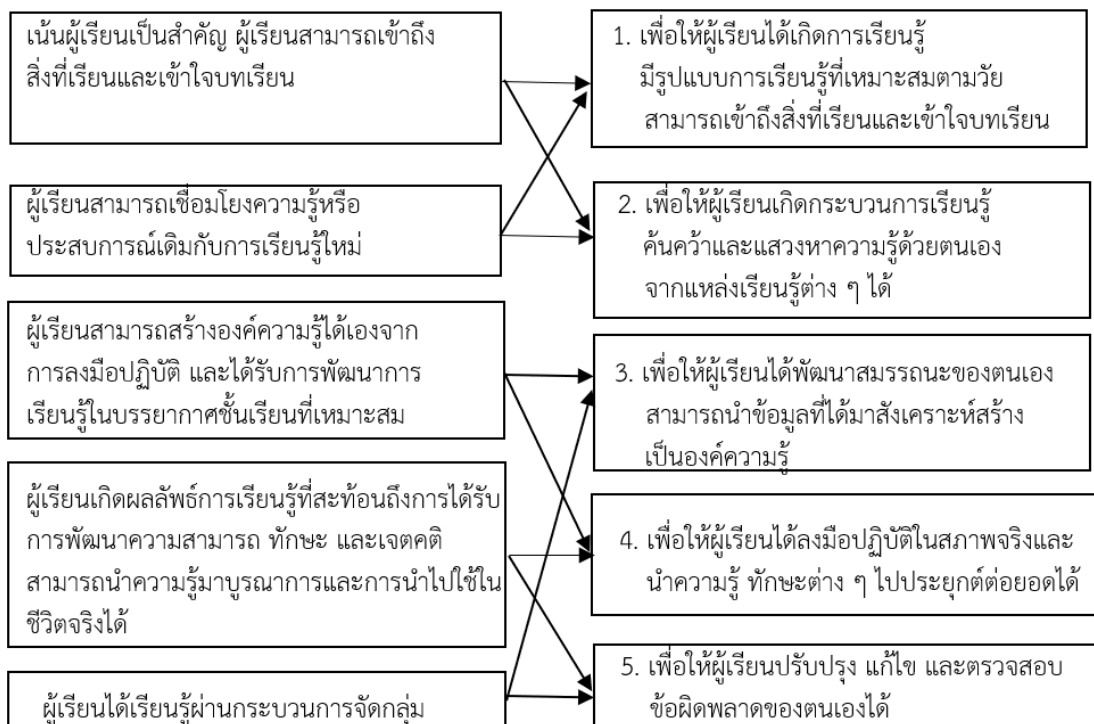 เน้นผู้เรียนเป็นสำคัญ ผู้เรียนสามารถเข้าถึง
สิ่งที่เรียนและเข้าใจบทเรียน
ผู้เรียนสามารถเชื่อมโยงความรู้หรือ
ประสบการณ์เดิมกับการเรียนรู้ใหม่
ผู้เรียนสามารถสร้างองค์ความรู้ได้เองจาก
การลงมือปฏิบัติ และได้รับการพัฒนาการ
เรียนรู้ในบรรยากาศชั้นเรียนที่เหมาะสม
ผู้เรียนเกิดผลลัพธ์การเรียนรู้ที่สะท้อนถึงการได้รับ
การพัฒนาความสามารถ ทักษะ และเจตคติ
สามารถนำความรู้มาบูรณาการและการนำไปใช้ใน
ชีวิตจริงได้
ผู้เรียนได้เรียนรู้ผ่านกระบวนการจัดกลุ่ม
1. เพื่อให้ผู้เรียนได้เกิดการเรียนรู้
มีรูปแบบการเรียนรู้ที่เหมาะสมตามวัย
สามารถเข้าถึงสิ่งที่เรียนและเข้าใจบทเรียน
2. เพื่อให้ผู้เรียนเกิดกระบวนการเรียนรู้
ค้นคว้าและแสวงหาความรู้ด้วยตนเอง
จากแหล่งเรียนรู้ต่าง ๆ ได้
3. เพื่อให้ผู้เรียนได้พัฒนาสมรรถนะของตนเอง
สามารถนำข้อมูลที่ได้มาสังเคราะห์สร้าง
เป็นองค์ความรู้
4. เพื่อให้ผู้เรียนได้ลงมือปฏิบัติในสภาพจริงและ
นำความรู้ ทักษะต่าง ๆ ไปประยุกต์ต่อยอดได้
5. เพื่อให้ผู้เรียนปรับปรุง แก้ไข และตรวจสอบ
ข้อผิดพลาดของตนเองได้